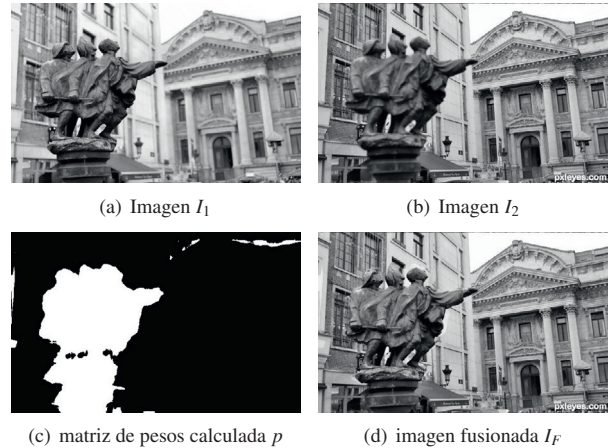 pxleyes.com
(a) Imagen I1
(b) Imagen I2
pxleyes.com
(c) matriz de pesos calculada p
(d) imagen fusionada IF